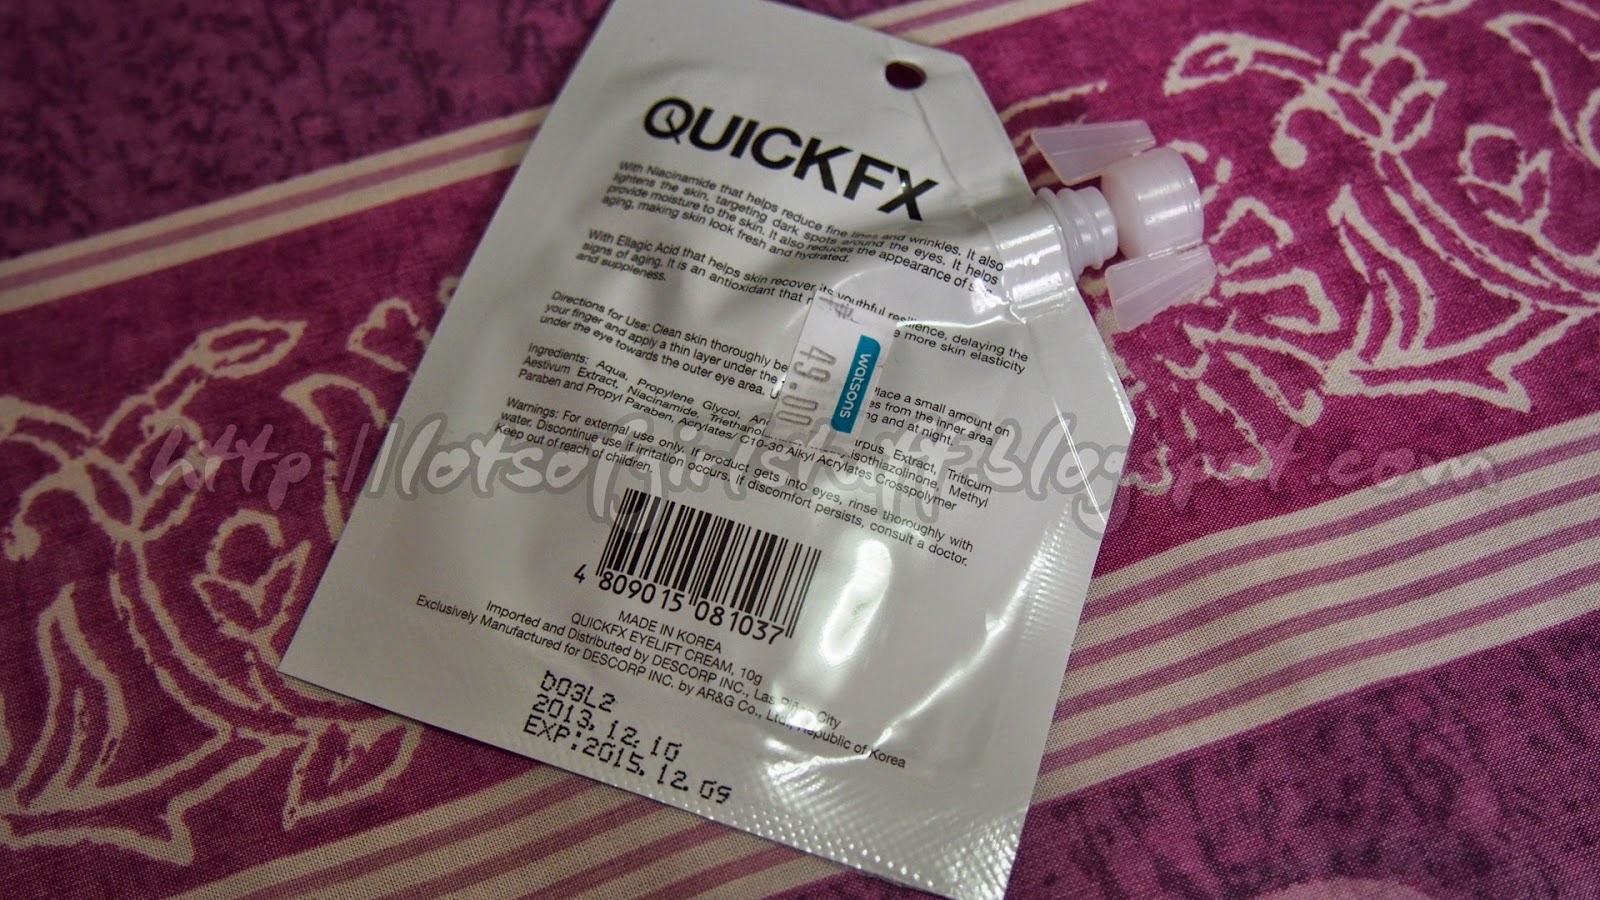 QUICKFX
With Niacinamide that helps reduce fine lines and wrinkles. It also
lightens the skin, targeting dark spots around the eyes. It helps
provide moisture to the skin. It also reduces the appearance of skin
aging, making skin look fresh and hydrated.
With Ellagic Acid that helps skin recover its youthful resilience, delaying the
signs of aging. It is an antioxidant that more skin elasticity
and suppleness.
Directions for Use: Clean skin thoroughly place a small amount on
your finger and apply a thin layer under the from the inner area
under the eye towards the outer eye area. and at night.
Ingredients: Aqua, Propylene Glycol, Extract, Triticum
Aestivum Extract, Niacinamide, Methyl
Paraben and Propyl Paraben, Acrylates/ C10-30 Alkyl Acrylates Crosspolymer
Warnings: For external use only. If product gets into eyes, rinse thoroughly with
water. Discontinue use if irritation occurs. If discomfort persists, consult a doctor.
Keep out of reach of children.
watsons
49.00
4 809015 081037
MADE IN KOREA
QUICKFX EYELIFT CREAM, 10g
Imported and Distributed by DESCORP INC., Las Piñas City
Exclusively Manufactured for DESCORP INC. by AR&G Co., Ltd., Republic of Korea
D03L2
2013.12.10
EXP:2015.12.09
http://lotsofgirlstuffz.blogspot.com